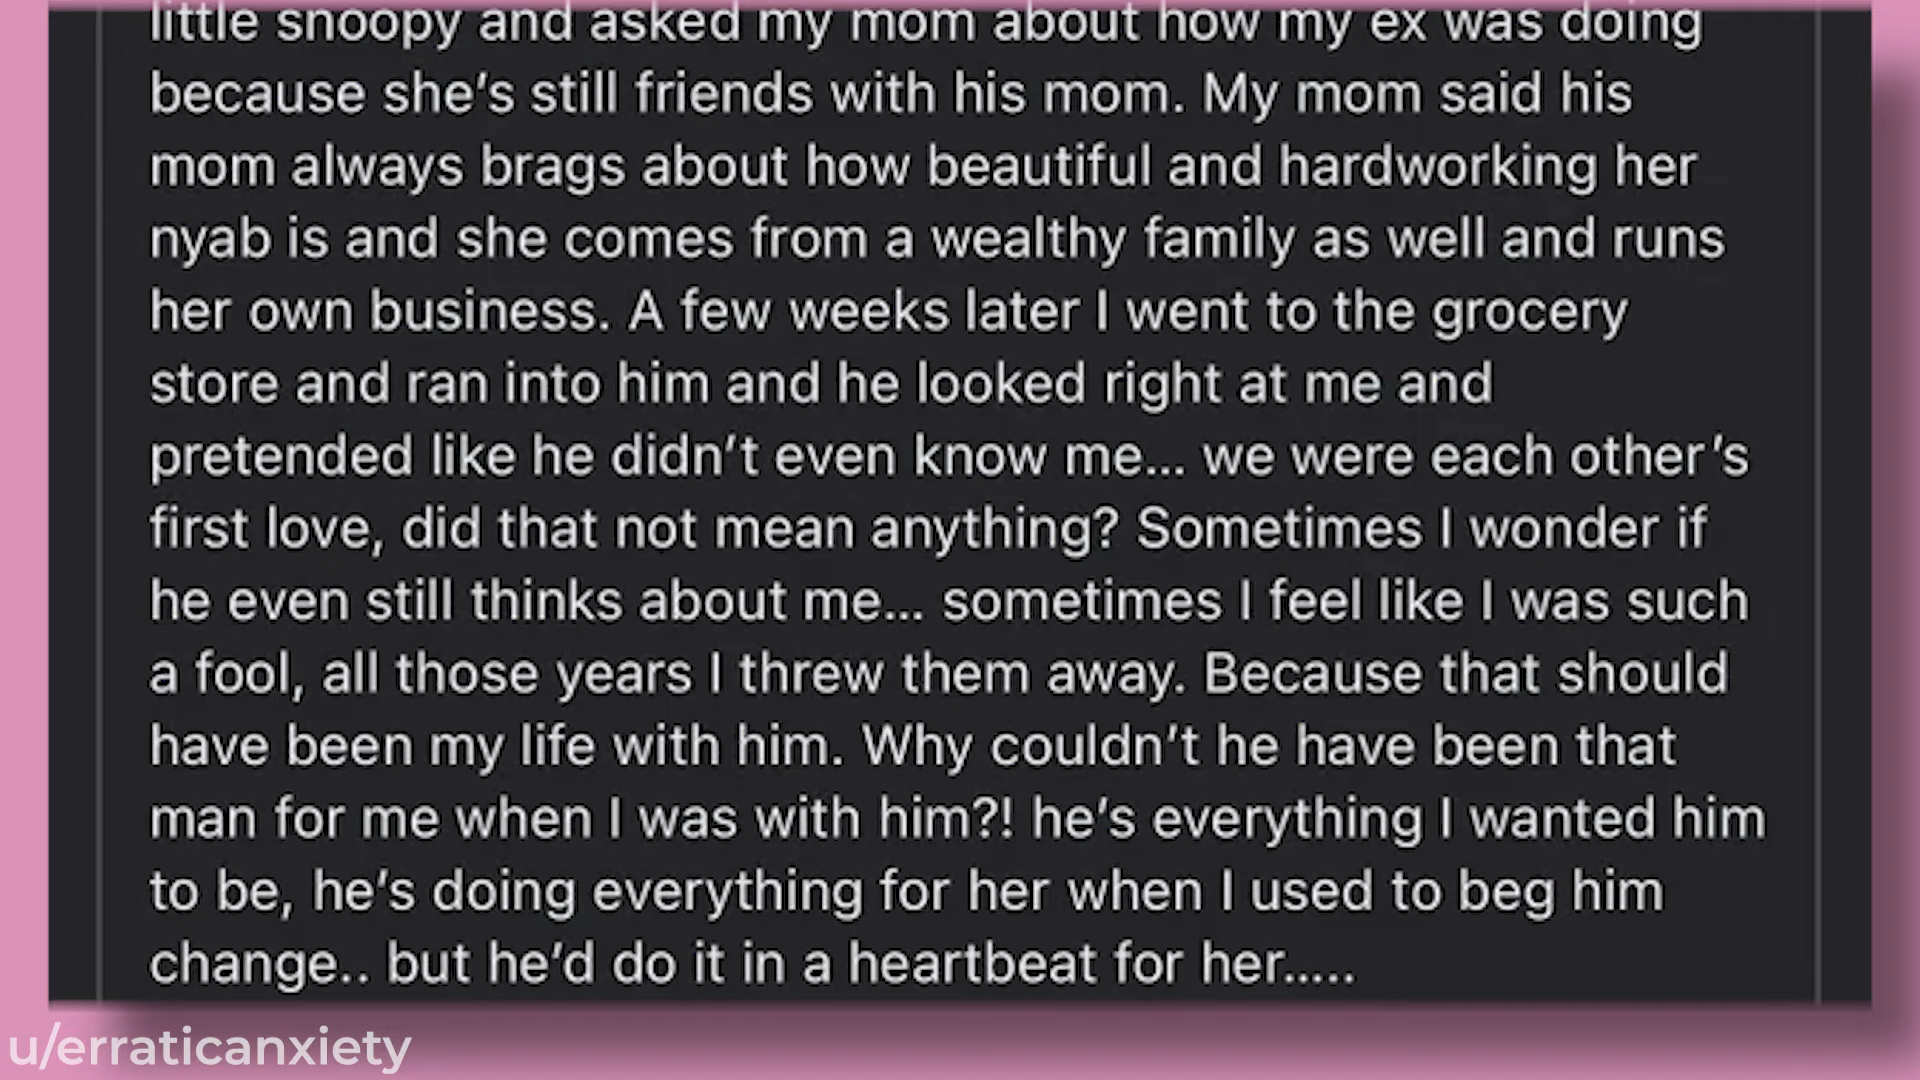 little snoopy and asked my mom about how my ex was doing
because she's still friends with his mom. My mom said his
mom always brags about how beautiful and hardworking her
nyab is and she comes from a wealthy family as well and runs
her own business. A few weeks later I went to the grocery
store and ran into him and he looked right at me and
pretended like he didn't even know me... we were each other's
first love, did that not mean anything? Sometimes I wonder if
he even still thinks about me... sometimes I feel like I was such
a fool, all those years I threw them away. Because that should
have been my life with him. Why couldn't he have been that
man for me when I was with him?! he's everything I wanted him
to be, he's doing everything for her when I used to beg him
change.. but he'd do it in a heartbeat for her.....
u/erraticanxiety